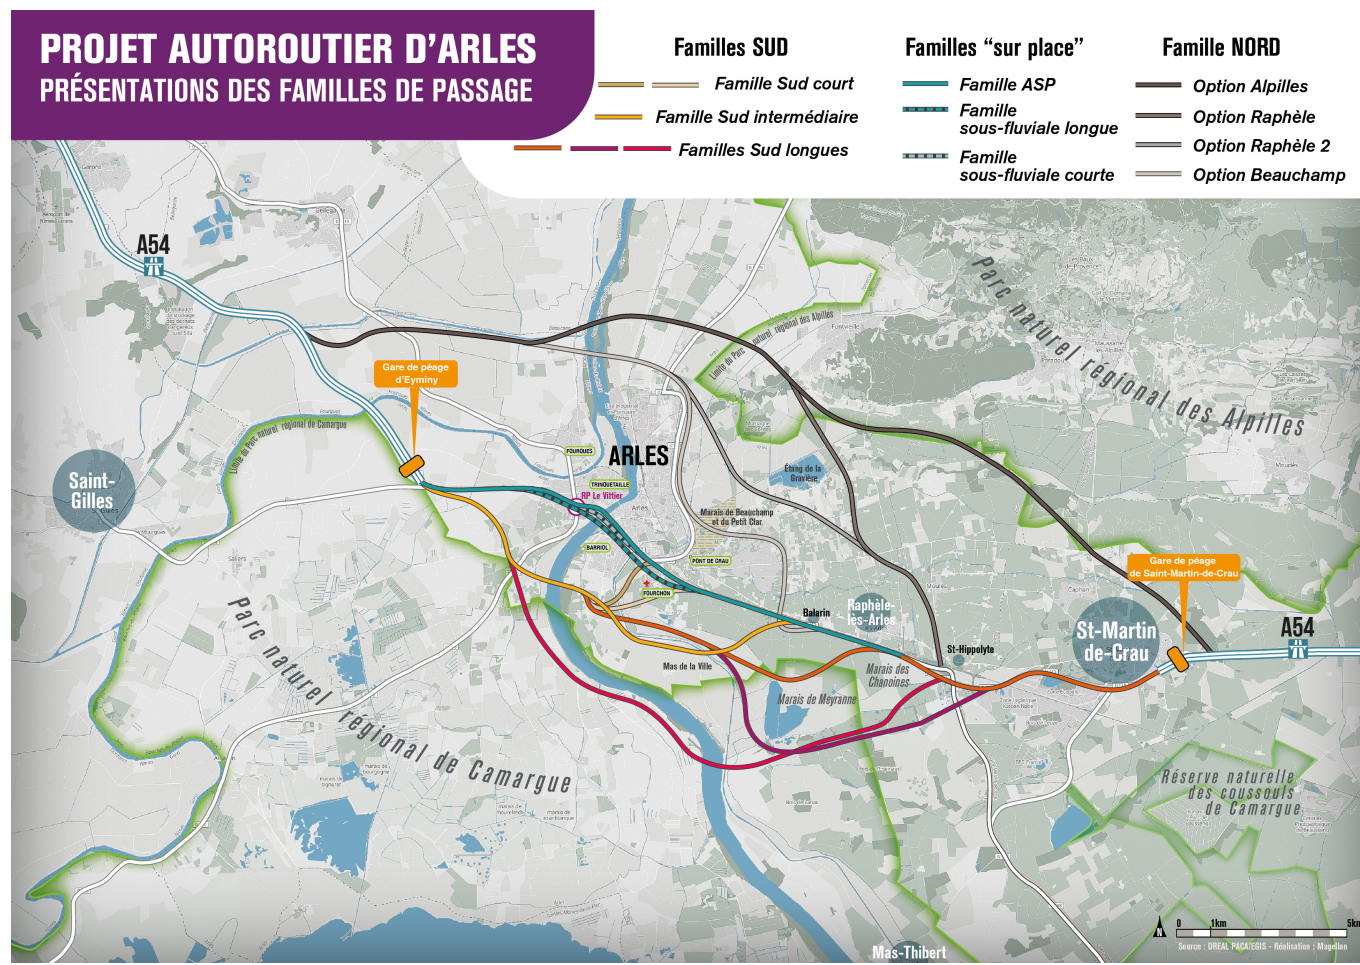 PROJET AUTOROUTIER D'ARLES
PRÉSENTATIONS DES FAMILLES DE PASSAGE
Familles SUD
Famille Sud court
Famille Sud intermédiaire
Familles Sud longues
Familles “sur place”
Famille ASP
Famille
sous-fluviale longue
Famille
sous-fluviale courte
Famille NORD
Option Alpilles
Option Raphèle
Option Raphèle 2
Option Beauchamp
A54
Gare de péage
d'Eyminy
Limite du Parc naturel régional de Camargue
Limite du Parc naturel régional des Alpilles
Parc naturel régional des Alpilles
Saint-
Gilles
FOURQUES
ARLES
TRINQUETAILLE
RP Le Vittier
Arles
Étang de la
Gravière
Marais de Beauchamp
et du Petit Clar
BARRIOL
PONT DE CRAU
FOURCHON
Fontvieille
Gare de péage
de Saint-Martin-de-Crau
Balarin
Raphèle-
lès-Arles
St-Hippolyte
St-Martin
de-Crau
A54
Mas de la Ville
Marais des
Chanoines
Marais de Meyranne
Parc naturel régional de Camargue
Réserve naturelle
des coussouls
de Camargue
Mas-Thibert
N
0 1km 5km
Source : DREAL PACA/EGIS - Réalisation : Magellan